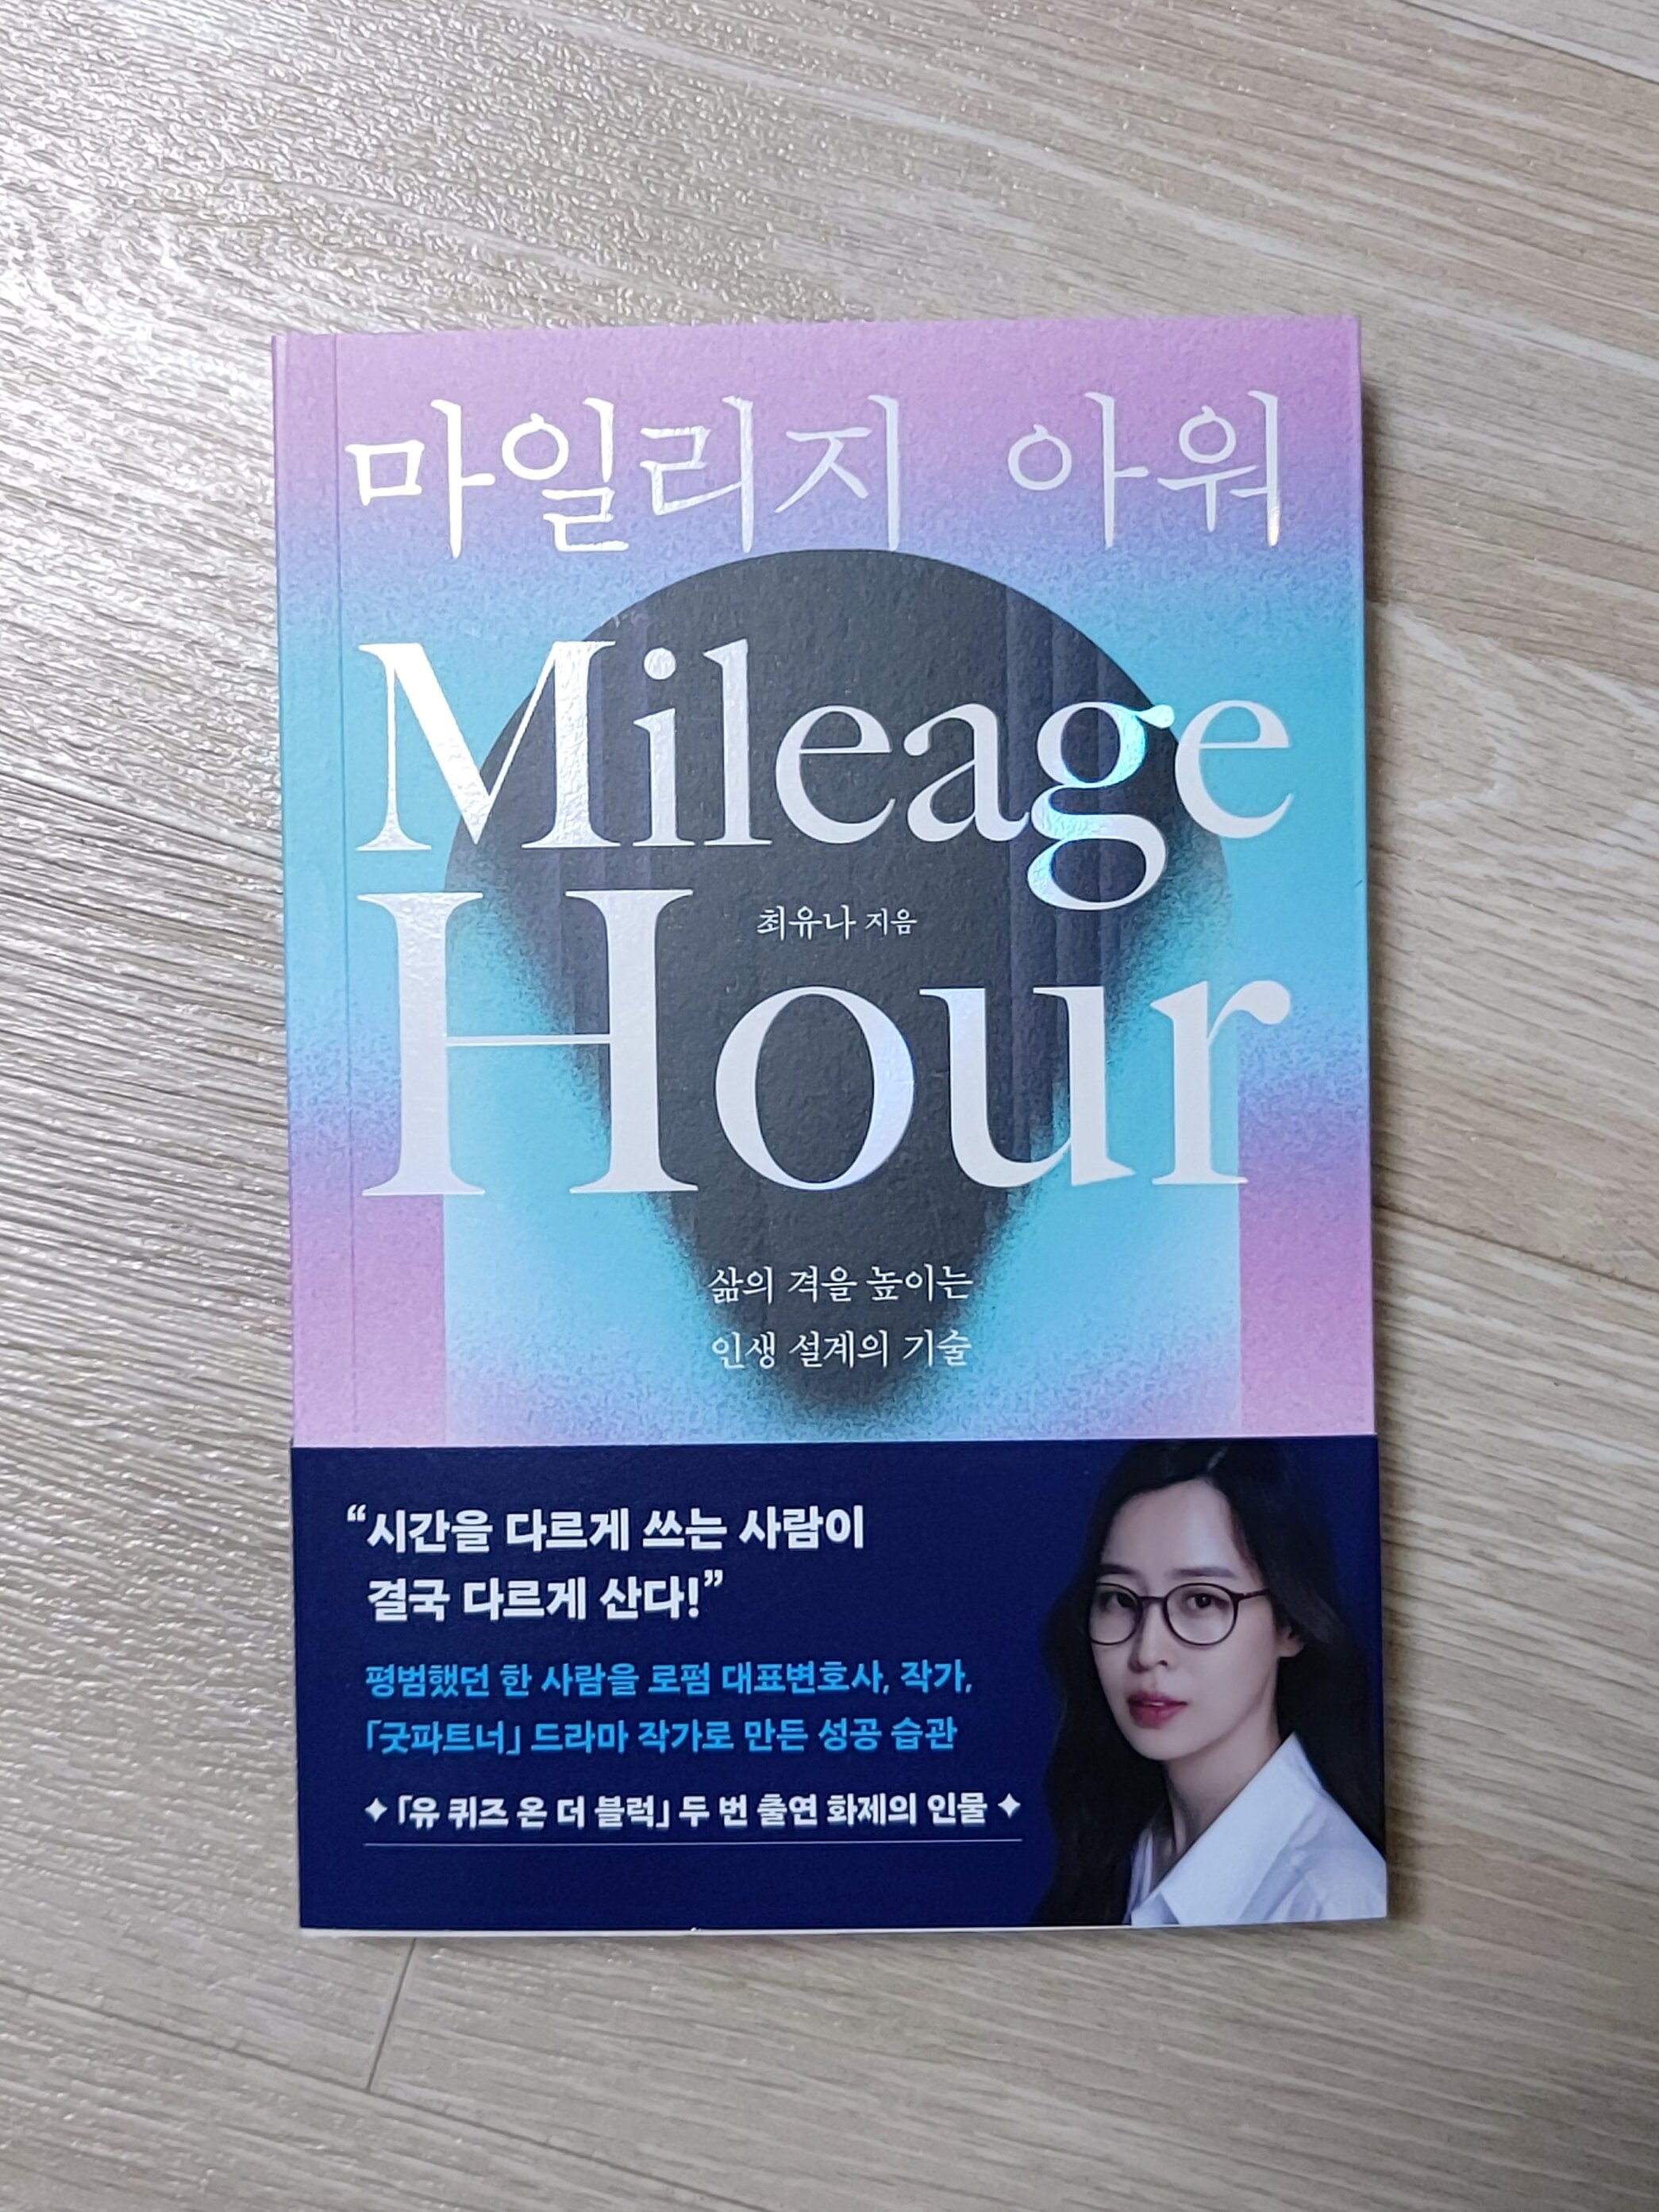 마일리지 아워
Mileage
최유나 지음
Hour
삶의 격을 높이는
인생 설계의 기술
“시간을 다르게 쓰는 사람이
결국 다르게 산다!”
평범했던 한 사람을 로펌 대표변호사, 작가,
「굿파트너」 드라마 작가로 만든 성공 습관
✦ 「유 퀴즈 온 더 블럭」 두 번 출연 화제의 인물 ✦